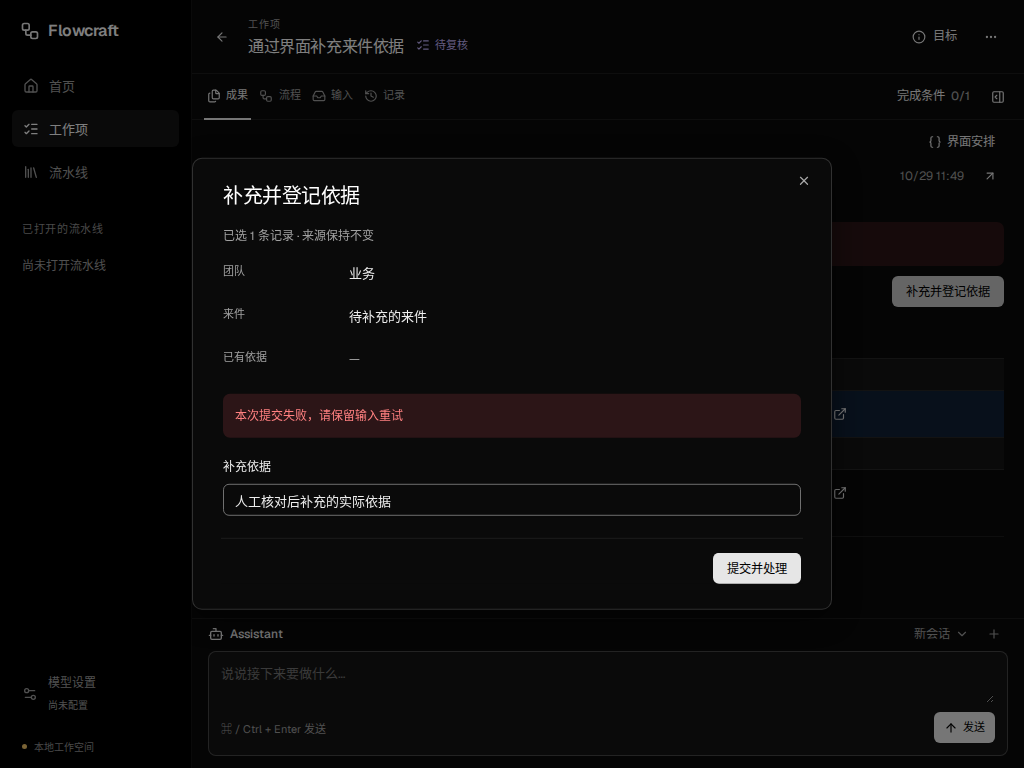 Flowcraft
首页
工作项
流水线
已打开的流水线
尚未打开流水线
模型设置
尚未配置
本地工作空间
工作项
通过界面补充来件依据
待复核
目标
成果
流程
输入
记录
完成条件 0/1
{ } 界面安排
10/29 11:49
补充并登记依据
补充并登记依据
已选 1 条记录 · 来源保持不变
团队
业务
来件
待补充的来件
已有依据
—
本次提交失败，请保留输入重试
补充依据
人工核对后补充的实际依据
提交并处理
Assistant
新会话
说说接下来要做什么...
⌘ / Ctrl + Enter 发送
发送